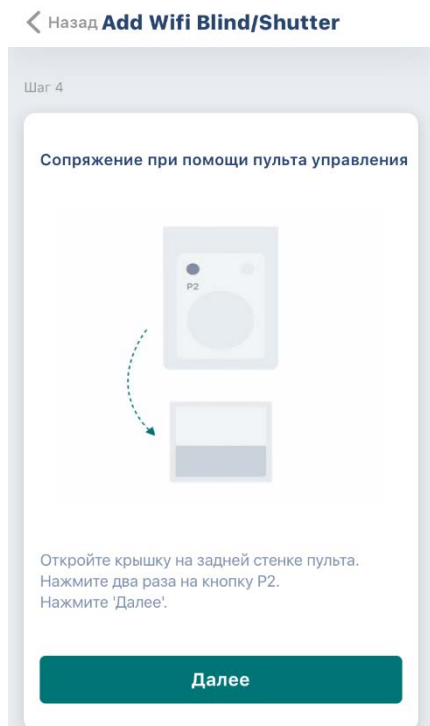 Назад Add Wifi Blind/Shutter
Шаг 4
Сопряжение при помощи пульта управления
P2
Откройте крышку на задней стенке пульта.
Нажмите два раза на кнопку P2.
Нажмите 'Далее'.
Далее